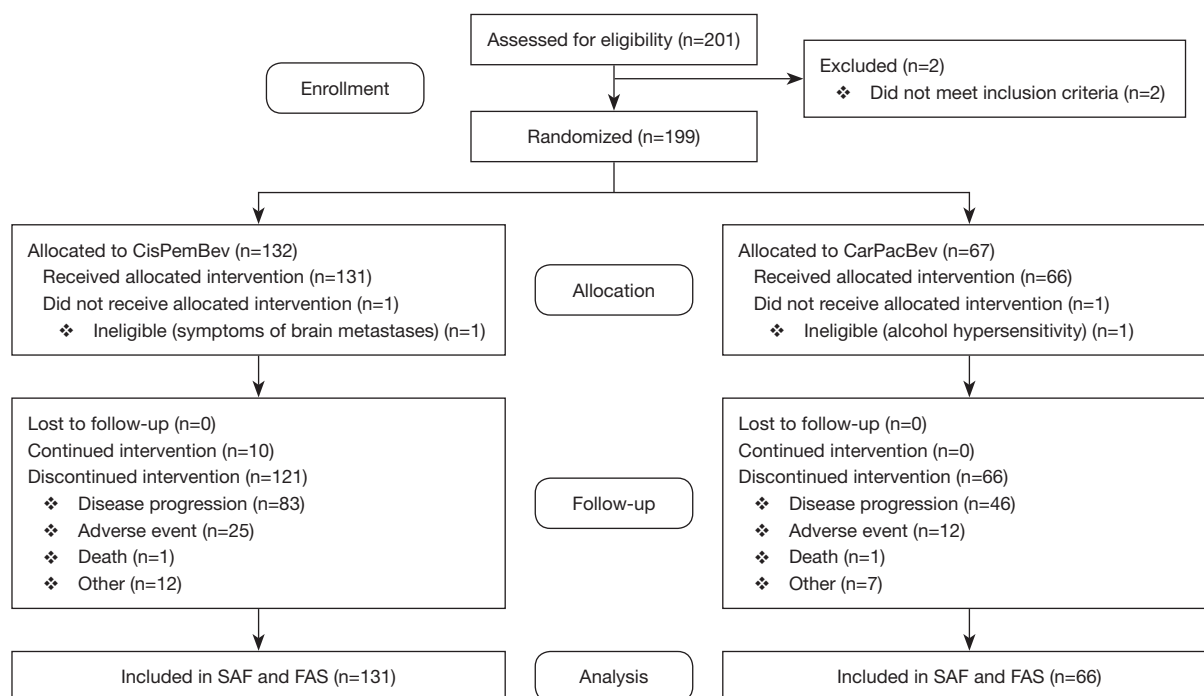 Assessed for eligibility (n=201)
Excluded (n=2)
❖ Did not meet inclusion criteria (n=2)
Enrollment
Randomized (n=199)
Allocated to CisPemBev (n=132)
Received allocated intervention (n=131)
Did not receive allocated intervention (n=1)
❖ Ineligible (symptoms of brain metastases) (n=1)
Allocation
Allocated to CarPacBev (n=67)
Received allocated intervention (n=66)
Did not receive allocated intervention (n=1)
❖ Ineligible (alcohol hypersensitivity) (n=1)
Lost to follow-up (n=0)
Continued intervention (n=10)
Discontinued intervention (n=121)
❖ Disease progression (n=83)
❖ Adverse event (n=25)
❖ Death (n=1)
❖ Other (n=12)
Follow-up
Lost to follow-up (n=0)
Continued intervention (n=0)
Discontinued intervention (n=66)
❖ Disease progression (n=46)
❖ Adverse event (n=12)
❖ Death (n=1)
❖ Other (n=7)
Included in SAF and FAS (n=131)
Analysis
Included in SAF and FAS (n=66)